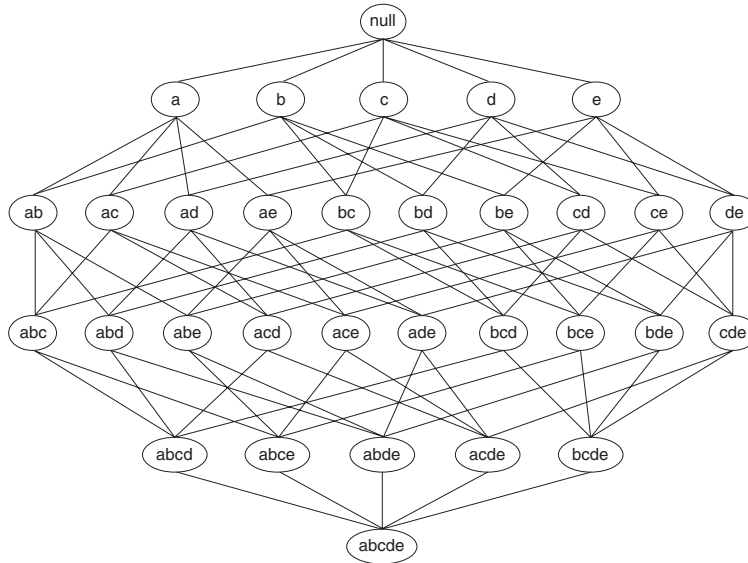 null
a b c d e
ab ac ad ae bc bd be cd ce de
abc abd abe acd ace ade bcd bce bde cde
abcd abce abde acde bcde
abcde